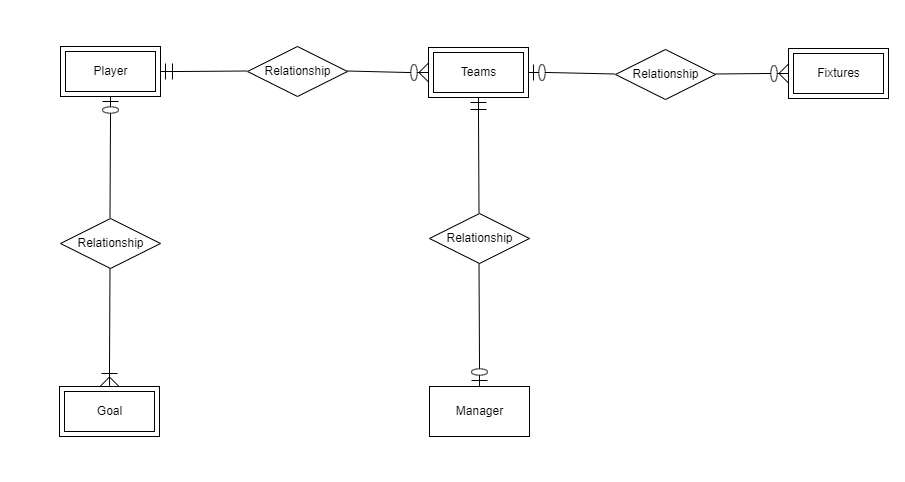 Player
Relationship
Teams
Relationship
Fixtures
Relationship
Relationship
Goal
Manager